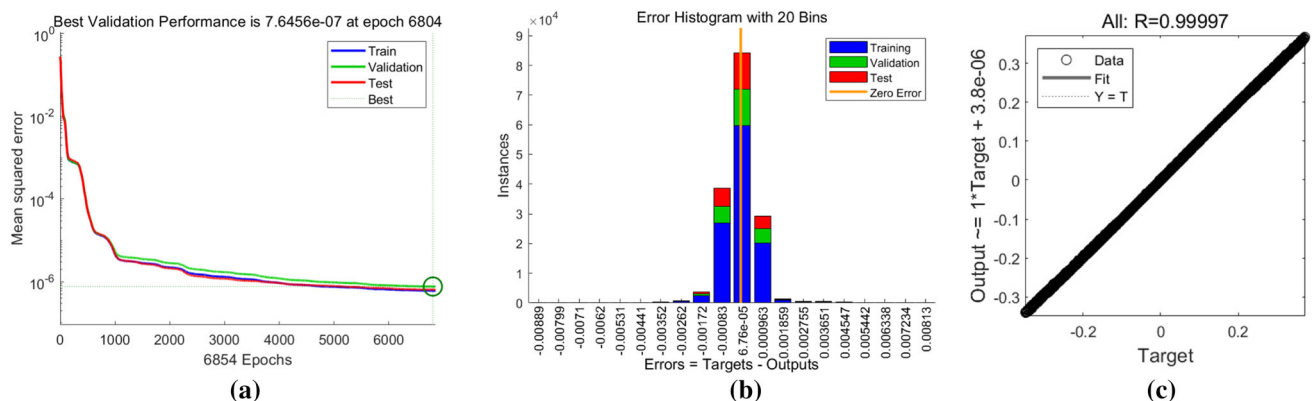 Best Validation Performance is 7.6456e-07 at epoch 6804
Mean squared error
10^0
10^-2
10^-4
10^-6
Train
Validation
Test
Best
0 1000 2000 3000 4000 5000 6000
6854 Epochs
(a)
Error Histogram with 20 Bins
×10^4
Instances
9
8
7
6
5
4
3
2
1
0
Training
Validation
Test
Zero Error
-0.00889
-0.00799
-0.0071
-0.0062
-0.00531
-0.00441
-0.00352
-0.00262
-0.00172
-0.00083
6.76e-05
0.000963
0.001859
0.002755
0.003651
0.004547
0.005442
0.006338
0.007234
0.00813
Errors = Targets - Outputs
(b)
All: R=0.99997
Output ~= 1*Target + 3.8e-06
0.3
0.2
0.1
0
-0.1
-0.2
-0.3
Data
Fit
Y = T
-0.2 0 0.2
Target
(c)